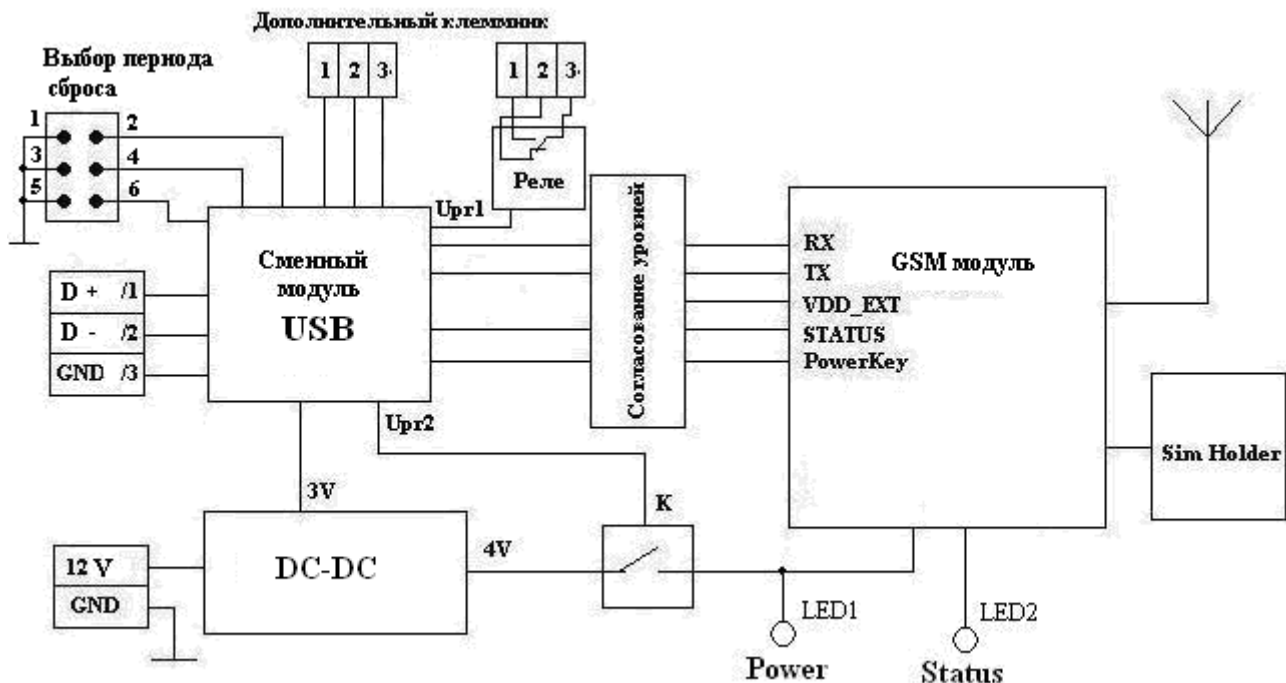 Дополнительный клеммник
Выбор периода
сброса
1 2 3
1 2 3
1 2
3 4
5 6
Реле
Upr1
Сменный
модуль
USB
D + /1
D - /2
GND /3
Согласование уровней
RX
TX
VDD_EXT
STATUS
PowerKey
GSM модуль
Sim Holder
Upr2
3V
K
12 V
GND
DC-DC
4V
LED1
LED2
Power
Status